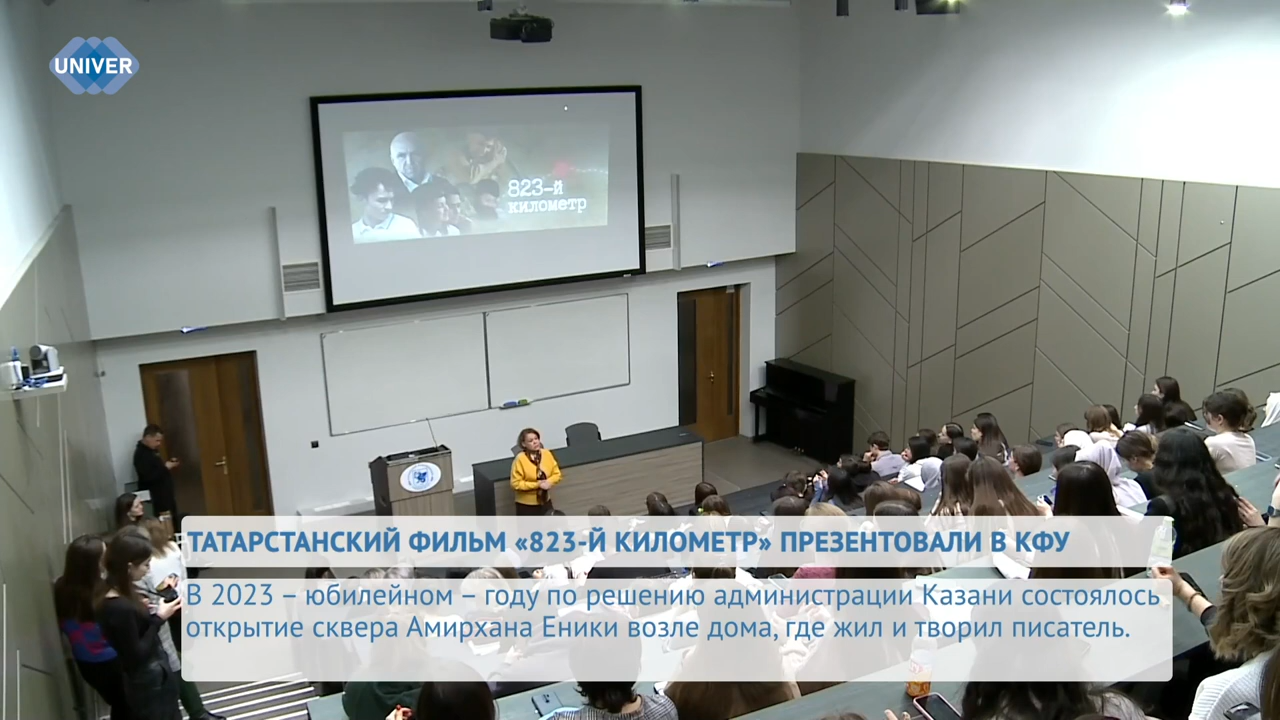 UNIVER
823-й
километр
ТАТАРСТАНСКИЙ ФИЛЬМ «823-Й КИЛОМЕТР» ПРЕЗЕНТОВАЛИ В КФУ
В 2023 – юбилейном – году по решению администрации Казани состоялось
открытие сквера Амирхана Еники возле дома, где жил и творил писатель.